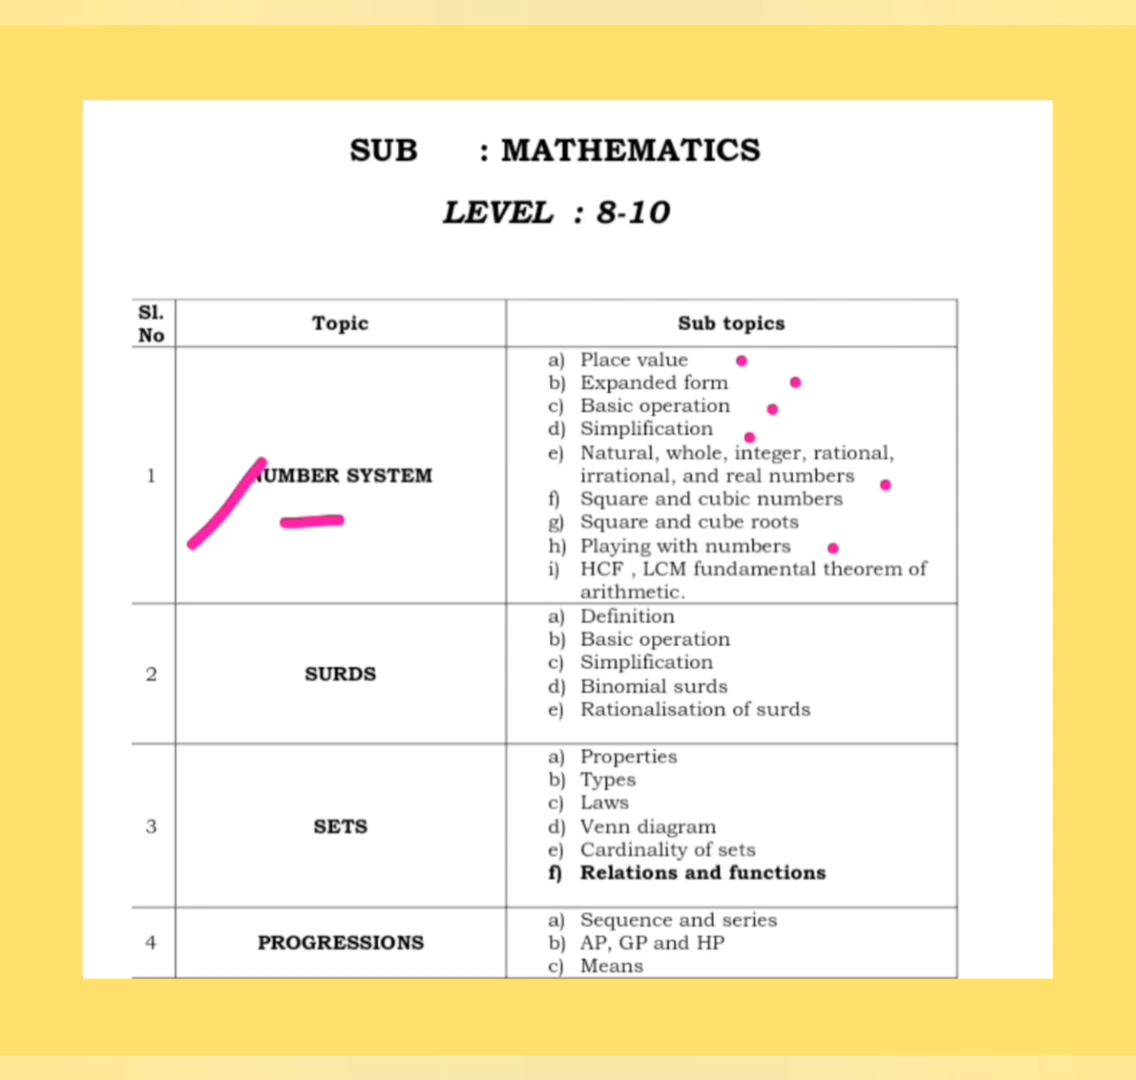 SUB : MATHEMATICS
LEVEL : 8-10
Sl. No
Topic
Sub topics
1
NUMBER SYSTEM
a) Place value
b) Expanded form
c) Basic operation
d) Simplification
e) Natural, whole, integer, rational,
irrational, and real numbers
f) Square and cubic numbers
g) Square and cube roots
h) Playing with numbers
i) HCF , LCM fundamental theorem of
arithmetic.
2
SURDS
a) Definition
b) Basic operation
c) Simplification
d) Binomial surds
e) Rationalisation of surds
3
SETS
a) Properties
b) Types
c) Laws
d) Venn diagram
e) Cardinality of sets
f) Relations and functions
4
PROGRESSIONS
a) Sequence and series
b) AP, GP and HP
c) Means